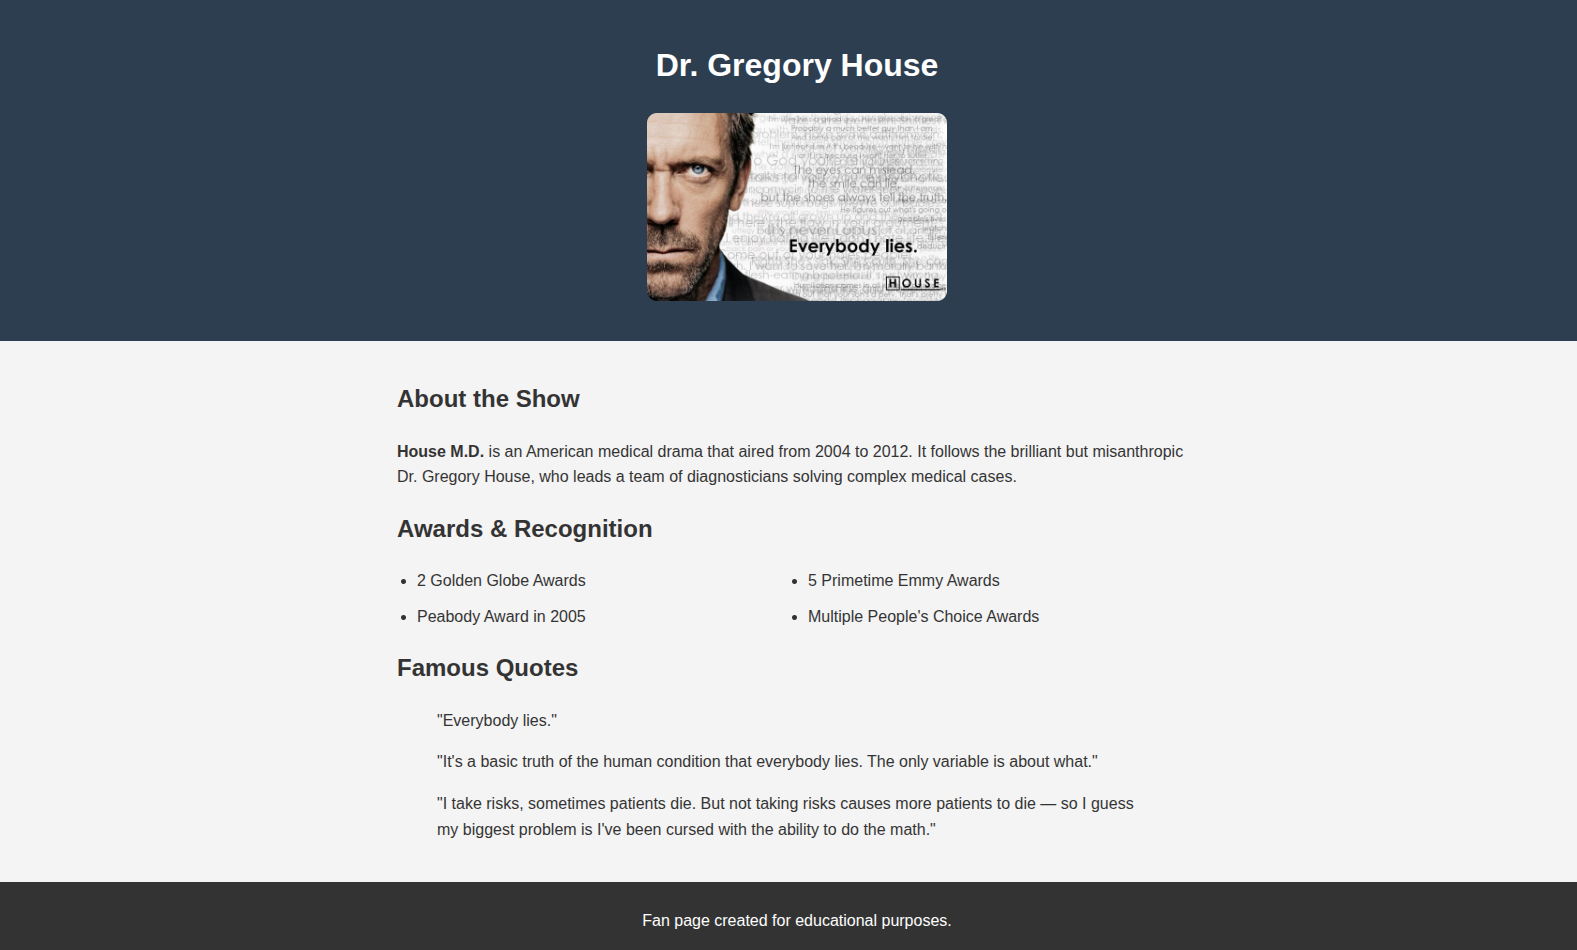 Dr. Gregory House
The eyes can mislead,
The smile can lie
but the shoes always tell the truth.
It's never Lupus
Everybody lies.
HOUSE
About the Show
House M.D. is an American medical drama that aired from 2004 to 2012. It follows the brilliant but misanthropic
Dr. Gregory House, who leads a team of diagnosticians solving complex medical cases.
Awards & Recognition
• 2 Golden Globe Awards
• 5 Primetime Emmy Awards
• Peabody Award in 2005
• Multiple People's Choice Awards
Famous Quotes
"Everybody lies."
"It's a basic truth of the human condition that everybody lies. The only variable is about what."
"I take risks, sometimes patients die. But not taking risks causes more patients to die — so I guess
my biggest problem is I've been cursed with the ability to do the math."
Fan page created for educational purposes.